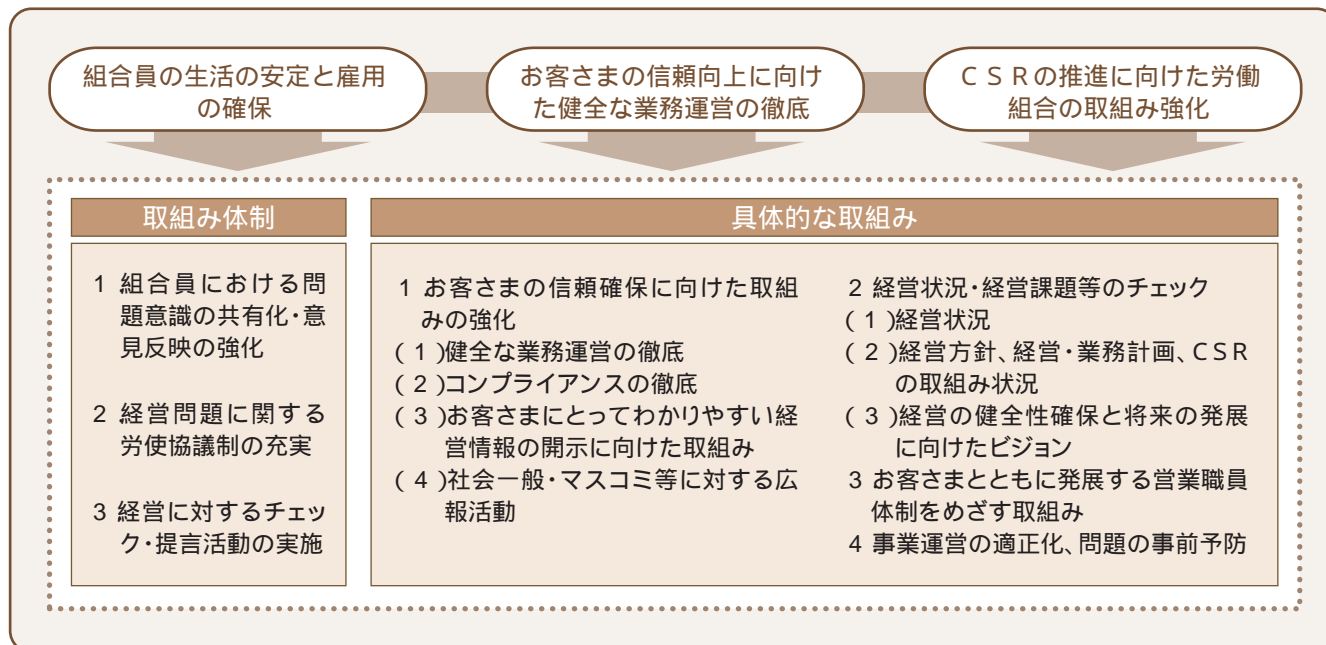 組合員の生活の安定と雇用
の確保
お客さまの信頼向上に向け
た健全な業務運営の徹底
ＣＳＲの推進に向けた労働
組合の取組み強化
取組み体制
1 組合員における問
題意識の共有化・意
見反映の強化
2 経営問題に関する
労使協議制の充実
3 経営に対するチェッ
ク・提言活動の実施
具体的な取組み
1 お客さまの信頼確保に向けた取組
みの強化
(1)健全な業務運営の徹底
(2)コンプライアンスの徹底
(3)お客さまにとってわかりやすい経
営情報の開示に向けた取組み
(4)社会一般・マスコミ等に対する広
報活動
2 経営状況・経営課題等のチェック
(1)経営状況
(2)経営方針、経営・業務計画、ＣＳＲ
の取組み状況
(3)経営の健全性確保と将来の発展
に向けたビジョン
3 お客さまとともに発展する営業職員
体制をめざす取組み
4 事業運営の適正化、問題の事前予防